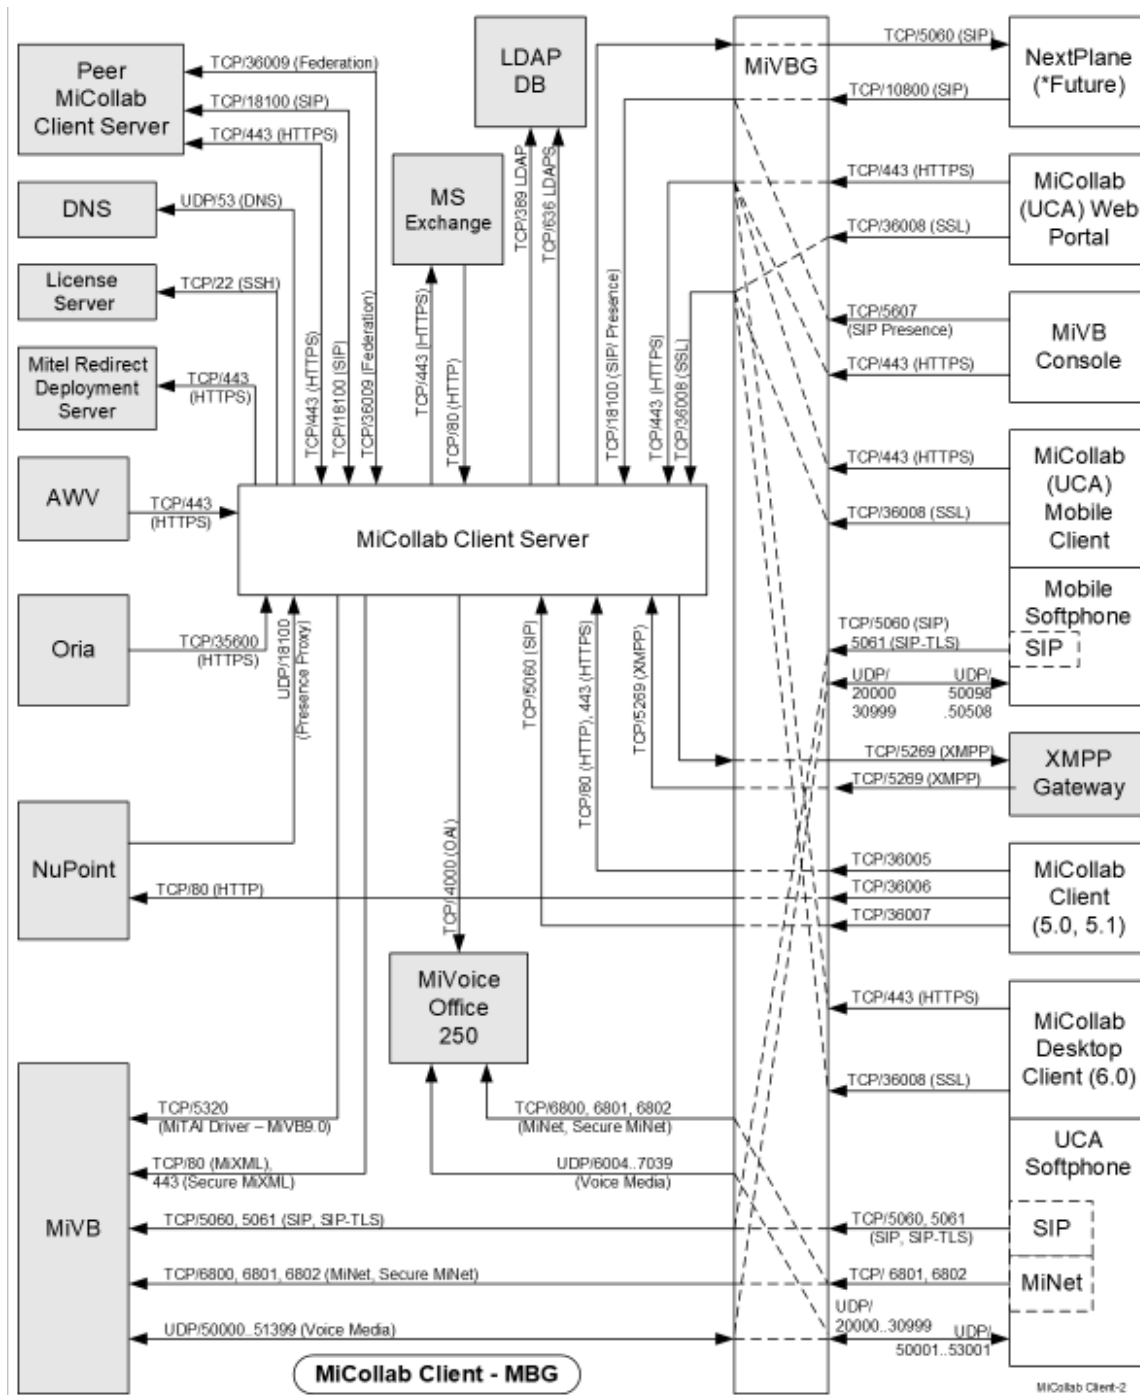 Peer
MiCollab
Client Server
TCP/36009 (Federation)
TCP/18100 (SIP)
TCP/443 (HTTPS)
LDAP
DB
MiVBG
TCP/5060 (SIP)
TCP/10800 (SIP)
NextPlane
(*Future)
DNS
UDP/53 (DNS)
MS
Exchange
TCP/369 LDAP
TCP/636 LDAPS
TCP/443 (HTTPS)
TCP/36008 (SSL)
MiCollab
(UCA) Web
Portal
License
Server
TCP/22 (SSH)
Mitel Redirect
Deployment
Server
TCP/443
(HTTPS)
TCP/443 (HTTPS)
TCP/18100 (SIP)
TCP/36009 (Federation)
TCP/443 (HTTPS)
TCP/80 (HTTP)
TCP/18100 (SIP/ Presence)
TCP/443 (HTTPS)
TCP/36008 (SSL)
TCP/5607
(SIP Presence)
TCP/443 (HTTPS)
MiVB
Console
AWV
TCP/443
(HTTPS)
MiCollab Client Server
TCP/443 (HTTPS)
TCP/36008 (SSL)
MiCollab
(UCA)
Mobile
Client
Oria
TCP/35600
(HTTPS)
UDP/18100
(Presence Proxy)
TCP/5060 (SIP)
TCP/80 (HTTP), 443 (HTTPS)
TCP/5269 (XMPP)
Mobile
Softphone
TCP/5060 (SIP)
5061 (SIP-TLS)
SIP
UDP/
20000
30999
UDP/
50098
.50508
TCP/5269 (XMPP)
TCP/5269 (XMPP)
XMPP
Gateway
NuPoint
TCP/80 (HTTP)
TCP/4000 (OAI)
TCP/36005
TCP/36006
TCP/36007
MiCollab
Client
(5.0, 5.1)
MiVoice
Office
250
TCP/443 (HTTPS)
TCP/36008 (SSL)
MiCollab
Desktop
Client (6.0)
MiVB
TCP/5320
(MiTAI Driver – MiVB9.0)
TCP/80 (MiXML),
443 (Secure MiXML)
TCP/6800, 6801, 6802
(MiNet, Secure MiNet)
UDP/6004..7039
(Voice Media)
UCA
Softphone
TCP/5060, 5061 (SIP, SIP-TLS)
TCP/5060, 5061
(SIP, SIP-TLS)
SIP
TCP/6800, 6801, 6802 (MiNet, Secure MiNet)
TCP/ 6801, 6802
MiNet
UDP/50000..51399 (Voice Media)
UDP/
20000..30999
UDP/
50001..53001
MiCollab Client - MBG
MiCollab Client-2